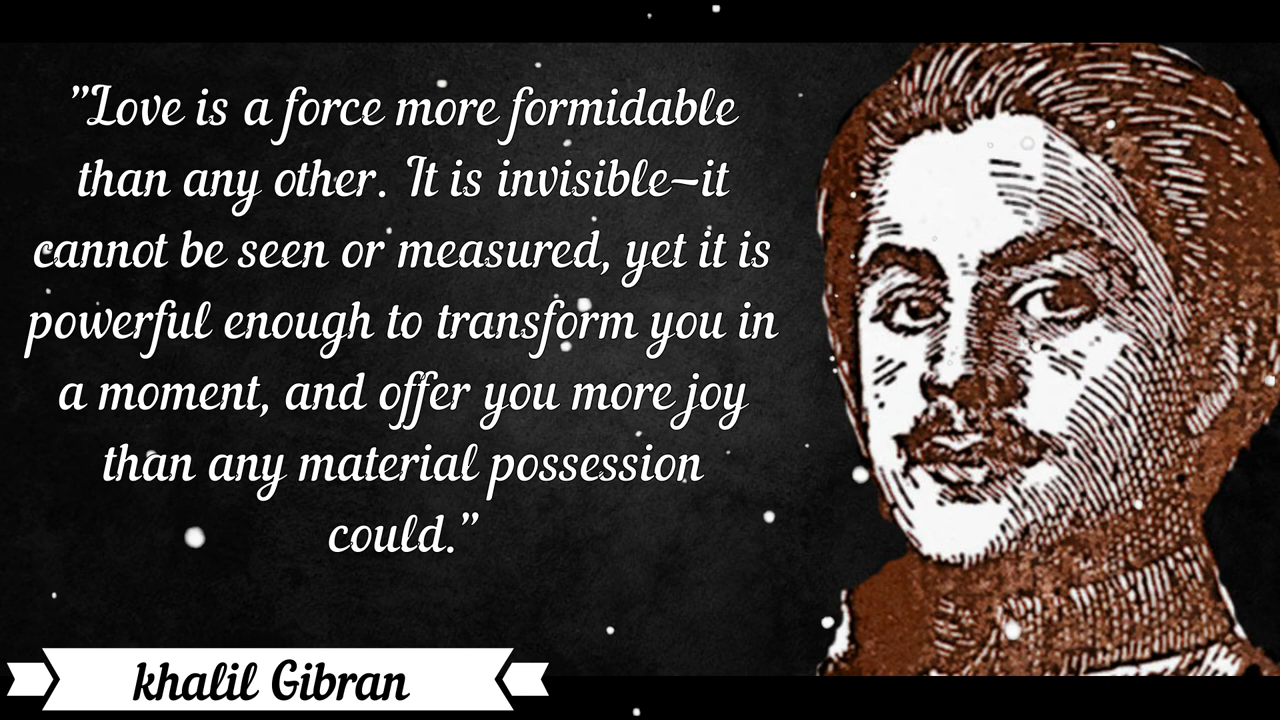 "Love is a force more formidable
than any other. It is invisible—it
cannot be seen or measured, yet it is
powerful enough to transform you in
a moment, and offer you more joy
than any material possession
could."
khalil Gibran